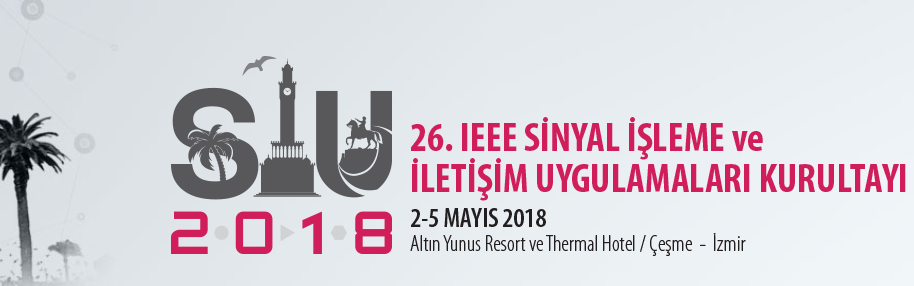 SİU
2018
26. IEEE SİNYAL İŞLEME ve
İLETİŞİM UYGULAMALARI KURULTAYI
2-5 MAYIS 2018
Altın Yunus Resort ve Thermal Hotel / Çeşme - İzmir